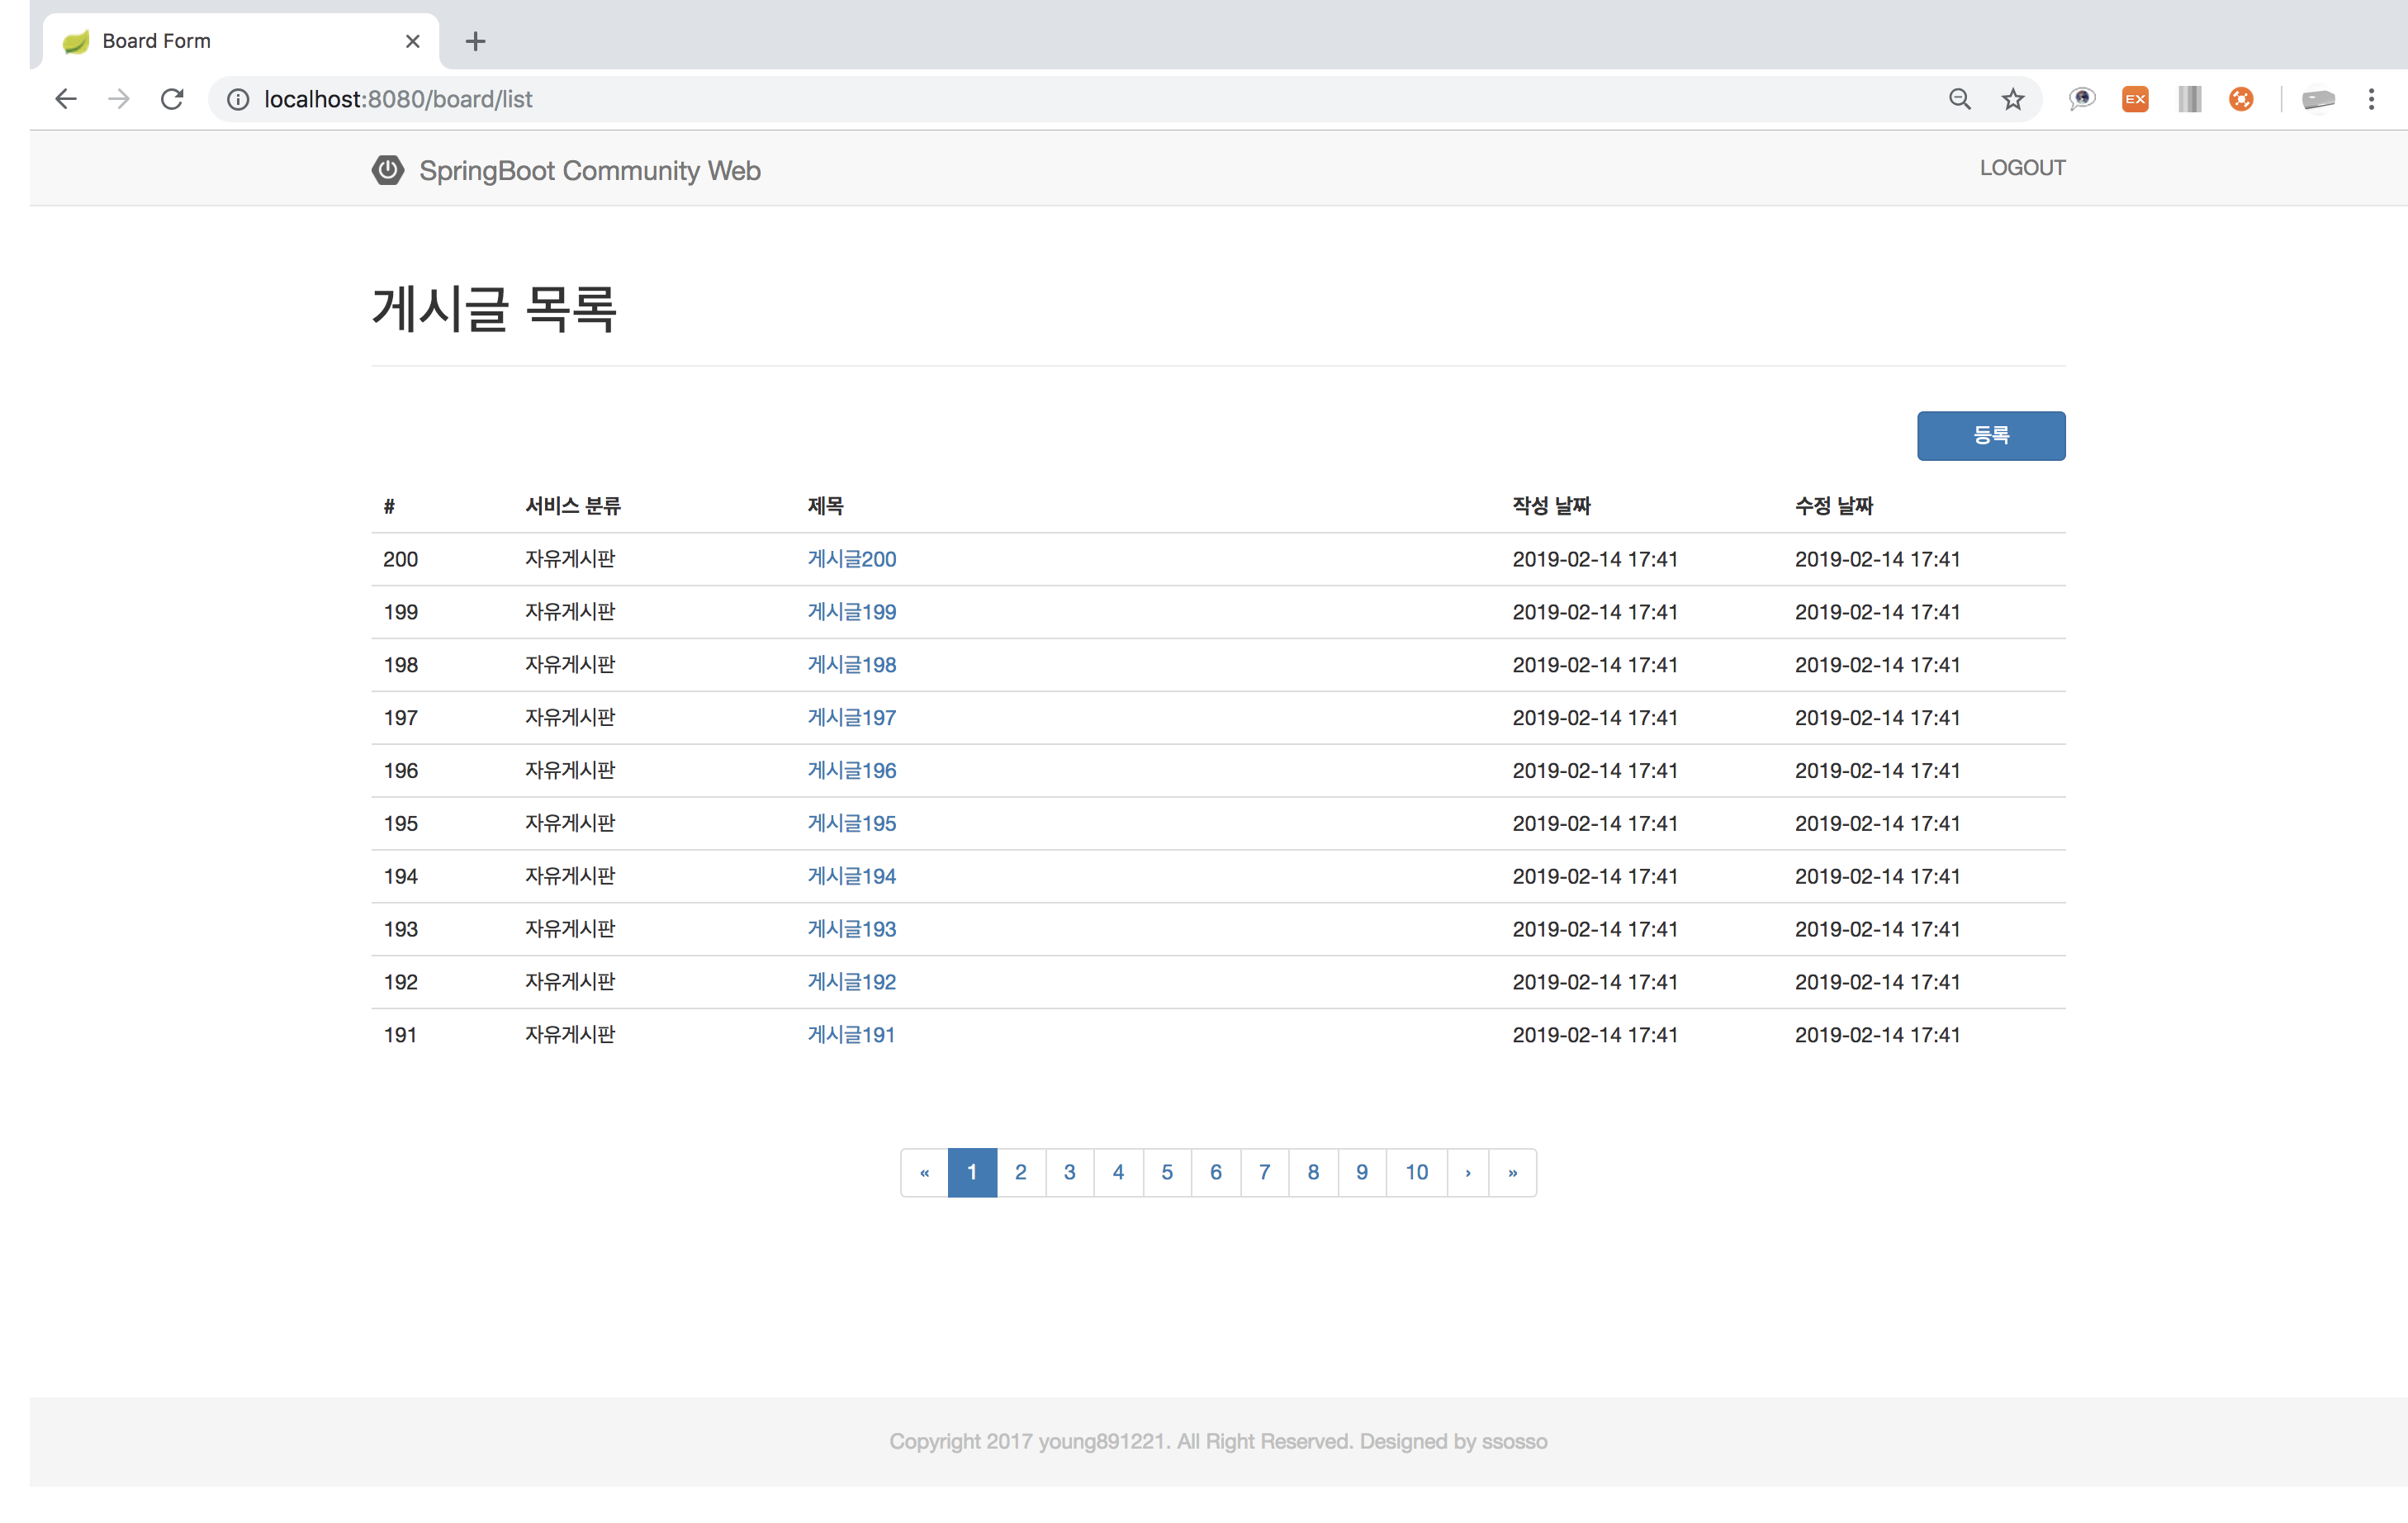 Board Form
localhost:8080/board/list
EX
SpringBoot Community Web LOGOUT
게시글 목록
등록
# 서비스 분류 제목 작성 날짜 수정 날짜
200 자유게시판 게시글200 2019-02-14 17:41 2019-02-14 17:41
199 자유게시판 게시글199 2019-02-14 17:41 2019-02-14 17:41
198 자유게시판 게시글198 2019-02-14 17:41 2019-02-14 17:41
197 자유게시판 게시글197 2019-02-14 17:41 2019-02-14 17:41
196 자유게시판 게시글196 2019-02-14 17:41 2019-02-14 17:41
195 자유게시판 게시글195 2019-02-14 17:41 2019-02-14 17:41
194 자유게시판 게시글194 2019-02-14 17:41 2019-02-14 17:41
193 자유게시판 게시글193 2019-02-14 17:41 2019-02-14 17:41
192 자유게시판 게시글192 2019-02-14 17:41 2019-02-14 17:41
191 자유게시판 게시글191 2019-02-14 17:41 2019-02-14 17:41
« 1 2 3 4 5 6 7 8 9 10 › »
Copyright 2017 young891221. All Right Reserved. Designed by ssosso